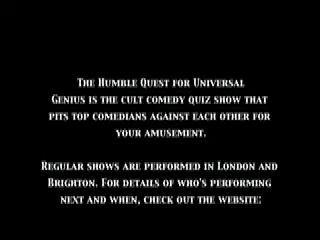 The Humble Quest for Universal
Genius is the cult comedy quiz show that
pits top comedians against each other for
your amusement.
Regular shows are performed in London and
Brighton. For details of who's performing
next and when, check out the website: